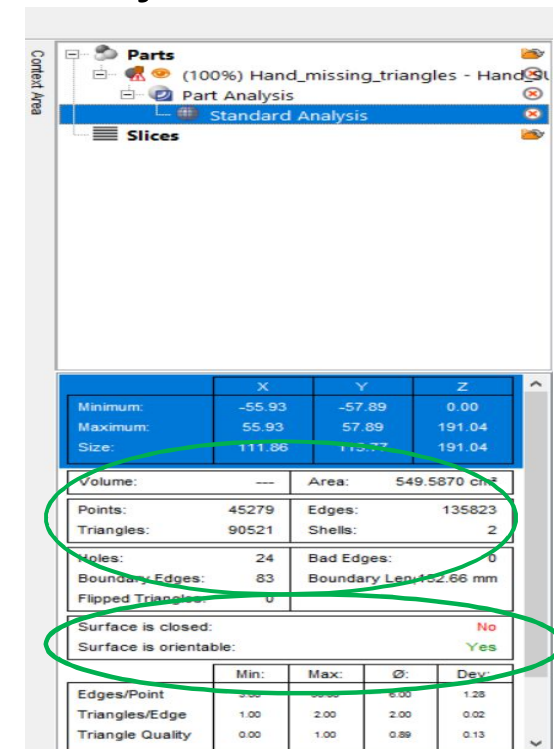 Context Area
Parts
(100%) Hand_missing_triangles - Hand
Part Analysis
Standard Analysis
Slices
X Y Z
Minimum: -55.93 -57.89 0.00
Maximum: 55.93 57.89 191.04
Size: 111.86 191.04
Volume: --- Area: 549.5870 cm²
Points: 45279 Edges: 135823
Triangles: 90521 Shells: 2
Holes: 24 Bad Edges: 0
Boundary Edges: 83 Boundary Len
Flipped Triangles: 0
Surface is closed: No
Surface is orientable: Yes
Min: Max: Ø: Dev:
Edges/Point 6.00 1.28
Triangles/Edge 1.00 2.00 2.00 0.02
Triangle Quality 0.00 1.00 0.89 0.13